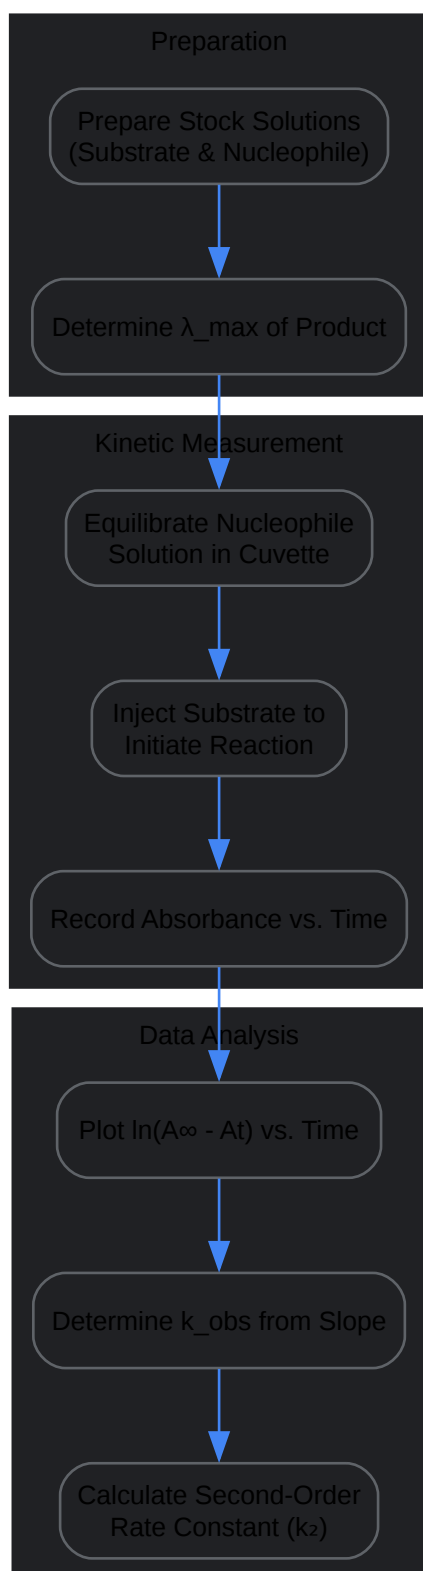 Preparation
Prepare Stock Solutions
(Substrate & Nucleophile)
Determine λ_max of Product
Kinetic Measurement
Equilibrate Nucleophile
Solution in Cuvette
Inject Substrate to
Initiate Reaction
Record Absorbance vs. Time
Data Analysis
Plot ln(A∞ - At) vs. Time
Determine k_obs from Slope
Calculate Second-Order
Rate Constant (k₂)